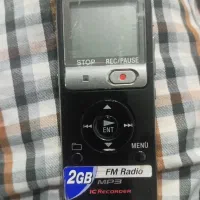 STOP REC/PAUSE
ENT
MENU
2GB
FM Radio
MP3
IC RECORDER